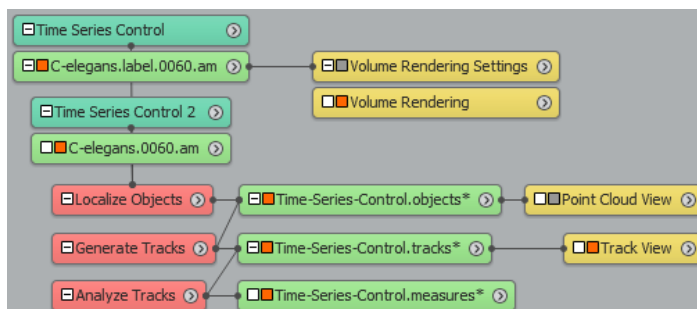 Time Series Control
C-elegans.label.0060.am
Volume Rendering Settings
Volume Rendering
Time Series Control 2
C-elegans.0060.am
Localize Objects
Time-Series-Control.objects*
Point Cloud View
Generate Tracks
Time-Series-Control.tracks*
Track View
Analyze Tracks
Time-Series-Control.measures*